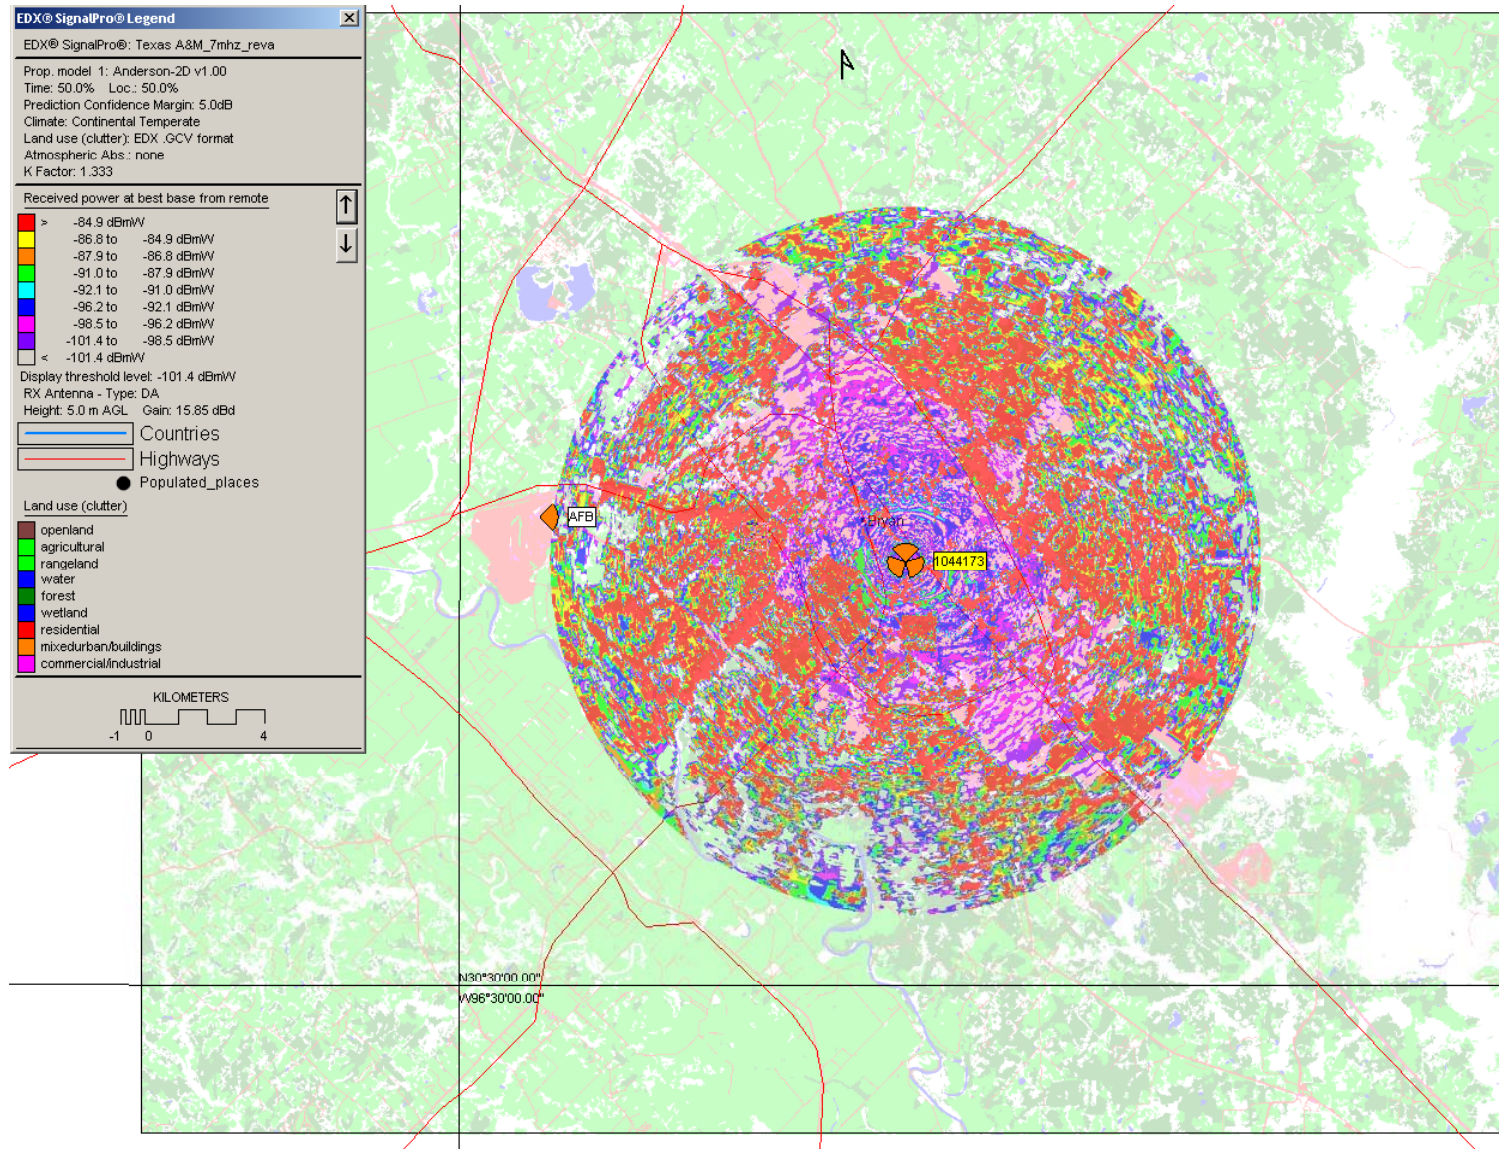 EDX® SignalPro® Legend
EDX® SignalPro®: Texas A&M_7mhz_reva
Prop. model 1: Anderson-2D v1.00
Time: 50.0% Loc.: 50.0%
Prediction Confidence Margin: 5.0dB
Climate: Continental Temperate
Land use (clutter): EDX .GCV format
Atmospheric Abs.: none
K Factor: 1.333
Received power at best base from remote
> -84.9 dBmW
-86.8 to -84.9 dBmW
-87.9 to -86.8 dBmW
-91.0 to -87.9 dBmW
-92.1 to -91.0 dBmW
-96.2 to -92.1 dBmW
-98.5 to -96.2 dBmW
-101.4 to -98.5 dBmW
< -101.4 dBmW
Display threshold level: -101.4 dBmW
RX Antenna - Type: DA
Height: 5.0 m AGL Gain: 15.85 dBd
Countries
Highways
Populated_places
Land use (clutter)
openland
agricultural
rangeland
water
forest
wetland
residential
mixedurban/buildings
commercial/industrial
KILOMETERS
-1 0 4
AFB
Bryan
1044173
N30°30'00.00"
W96°30'00.00"